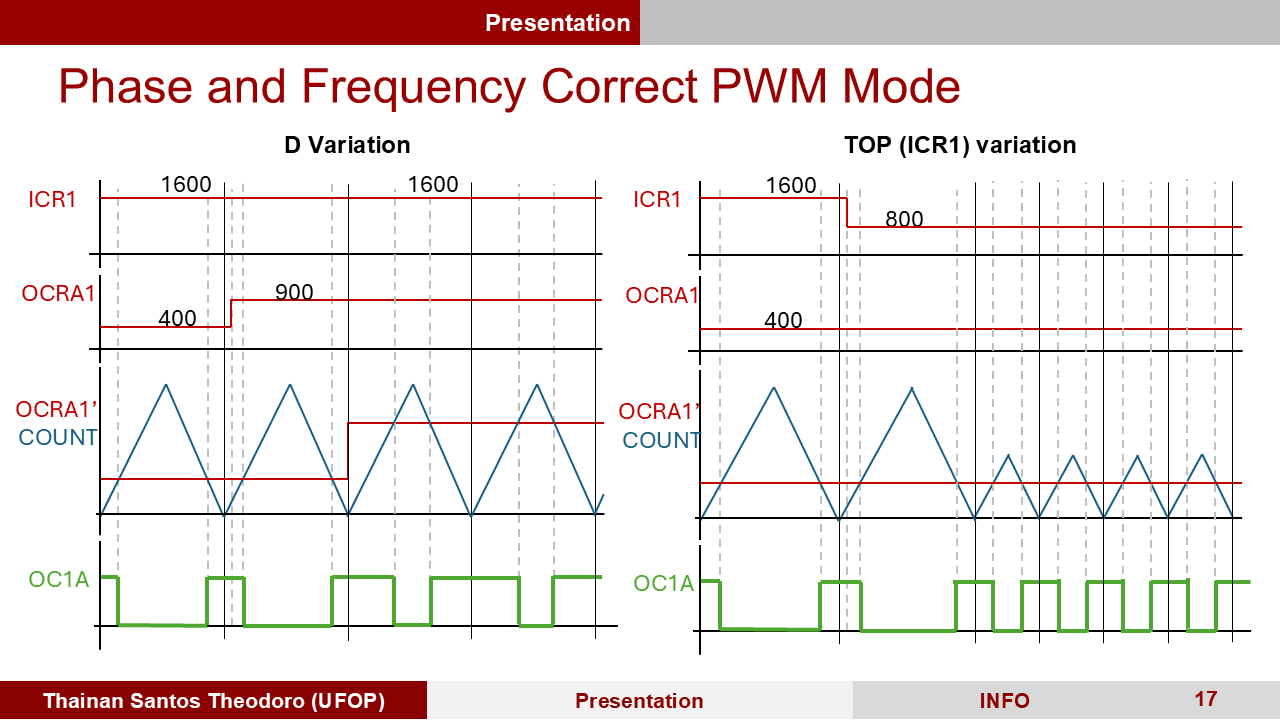 Presentation
Phase and Frequency Correct PWM Mode
D Variation
1600
1600
ICR1
OCRA1
900
400
OCRA1’
COUNT
OC1A
TOP (ICR1) variation
1600
ICR1
800
OCRA1
400
OCRA1’
COUNT
OC1A
Thainan Santos Theodoro (UFOP)
Presentation
INFO
17